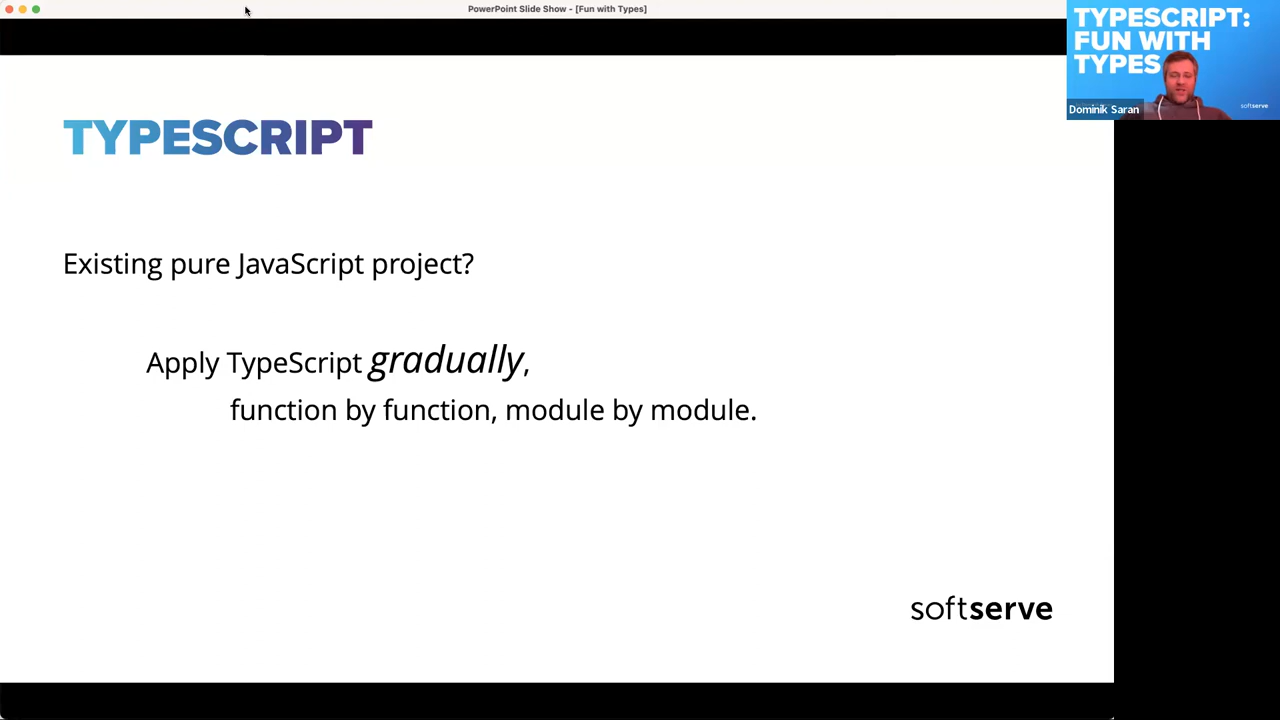 PowerPoint Slide Show - [Fun with Types]
TYPESCRIPT:
FUN WITH
TYPES
Dominik Saran
softserve
TYPESCRIPT
Existing pure JavaScript project?
Apply TypeScript gradually,
function by function, module by module.
softserve